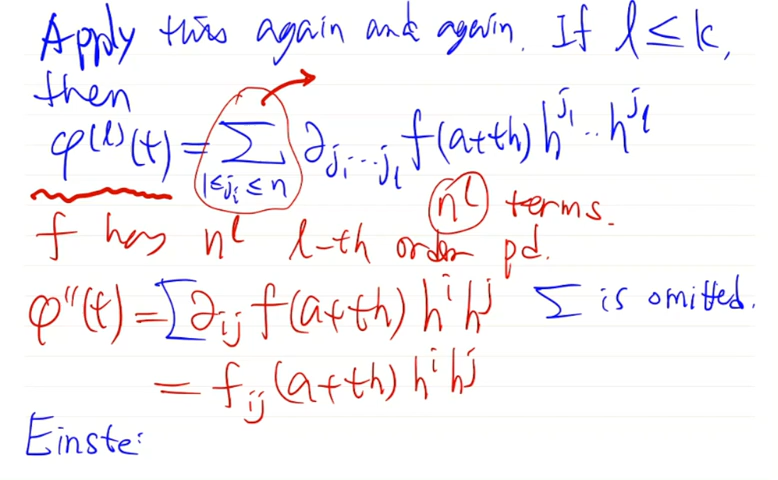 Apply this again and again. If l ≤ k,
then
φ^(l)(t) = Σ_{1≤j_i≤n} ∂_{j_1⋯j_l} f(a+th) h^{j_1}‥h^{j_l}
n^l terms.
f has n^l l-th order pd.
φ''(t) = Σ ∂_{ij} f(a+th) h^i h^j Σ is omitted.
= f_{ij}(a+th) h^i h^j
Einste